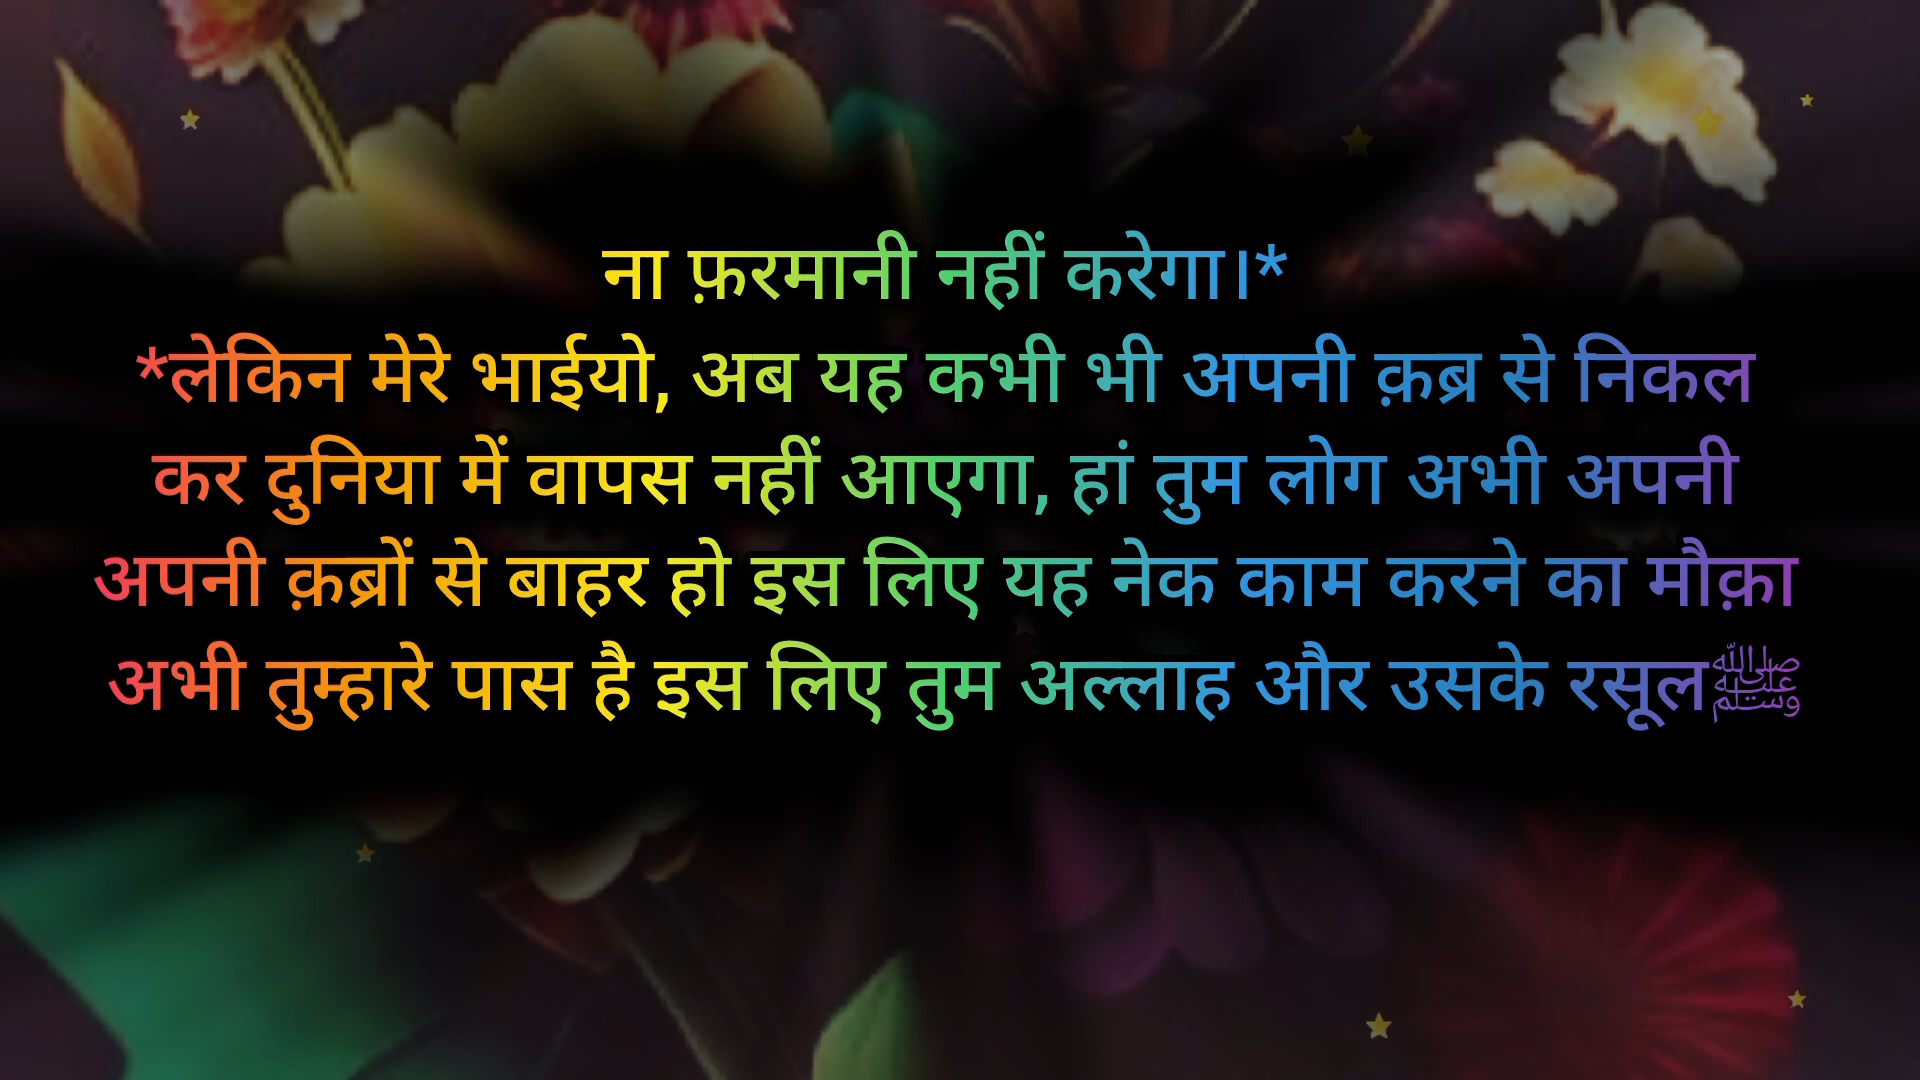 ना फ़रमानी नहीं करेगा।*
*लेकिन मेरे भाईयो, अब यह कभी भी अपनी क़ब्र से निकल
कर दुनिया में वापस नहीं आएगा, हां तुम लोग अभी अपनी
अपनी क़ब्रों से बाहर हो इस लिए यह नेक काम करने का मौक़ा
अभी तुम्हारे पास है इस लिए तुम अल्लाह और उसके रसूलﷺ